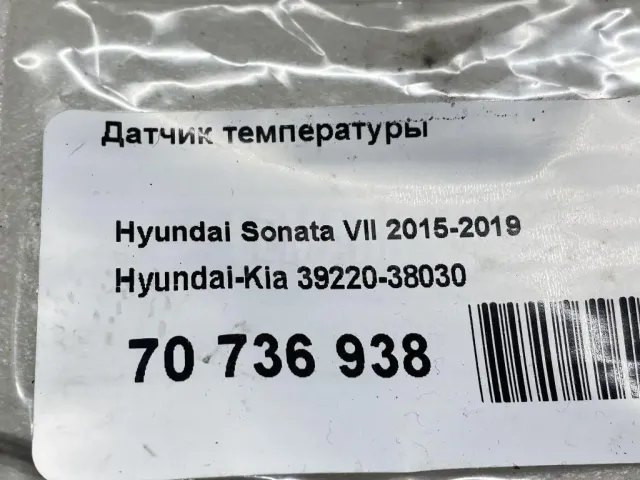 Датчик температуры
Hyundai Sonata VII 2015-2019
Hyundai-Kia 39220-38030
70 736 938